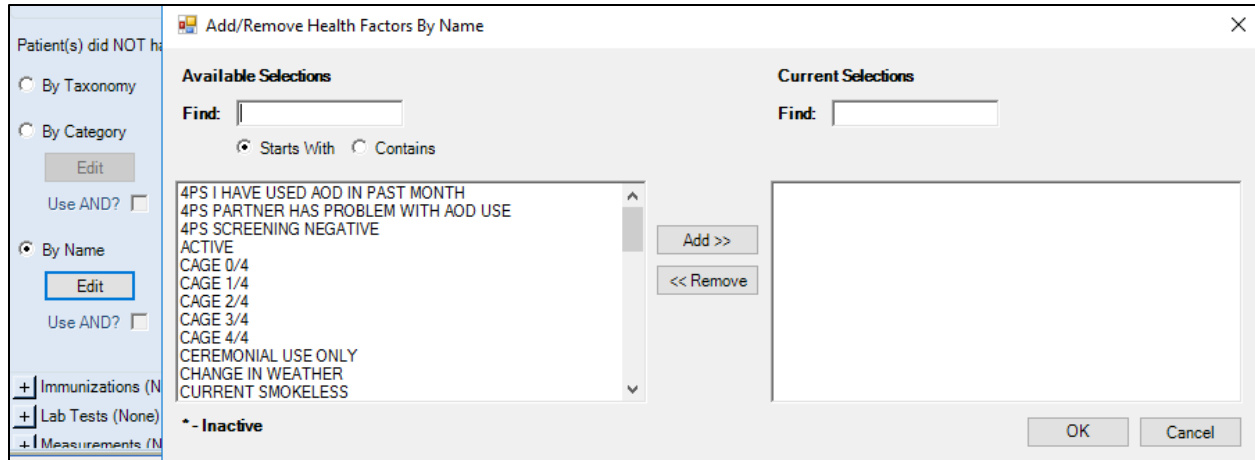 Patient(s) did NOT ha
By Taxonomy
By Category
Edit
Use AND?
By Name
Edit
Use AND?
Immunizations (N
Lab Tests (None)
Measurements (N
Add/Remove Health Factors By Name
Available Selections
Find:
Starts With Contains
4PS I HAVE USED AOD IN PAST MONTH
4PS PARTNER HAS PROBLEM WITH AOD USE
4PS SCREENING NEGATIVE
ACTIVE
CAGE 0/4
CAGE 1/4
CAGE 2/4
CAGE 3/4
CAGE 4/4
CEREMONIAL USE ONLY
CHANGE IN WEATHER
CURRENT SMOKELESS
* - Inactive
Add >>
<< Remove
Current Selections
Find:
OK Cancel